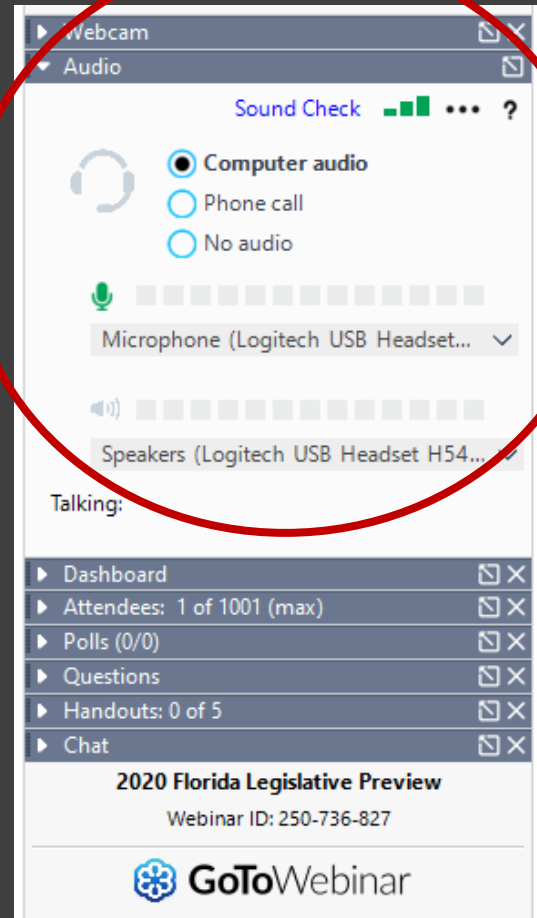 Webcam
Audio
Sound Check ?
Computer audio
Phone call
No audio
Microphone (Logitech USB Headset...
Speakers (Logitech USB Headset H54...
Talking:
Dashboard
Attendees: 1 of 1001 (max)
Polls (0/0)
Questions
Handouts: 0 of 5
Chat
2020 Florida Legislative Preview
Webinar ID: 250-736-827
GoToWebinar